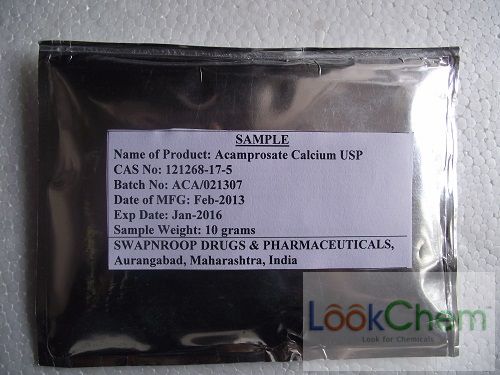 SAMPLE
Name of Product: Acamprosate Calcium USP
CAS No: 121268-17-5
Batch No: ACA/021307
Date of MFG: Feb-2013
Exp Date: Jan-2016
Sample Weight: 10 grams
SWAPNROOP DRUGS & PHARMACEUTICALS,
Aurangabad, Maharashtra, India
LookChem
Look for Chemicals